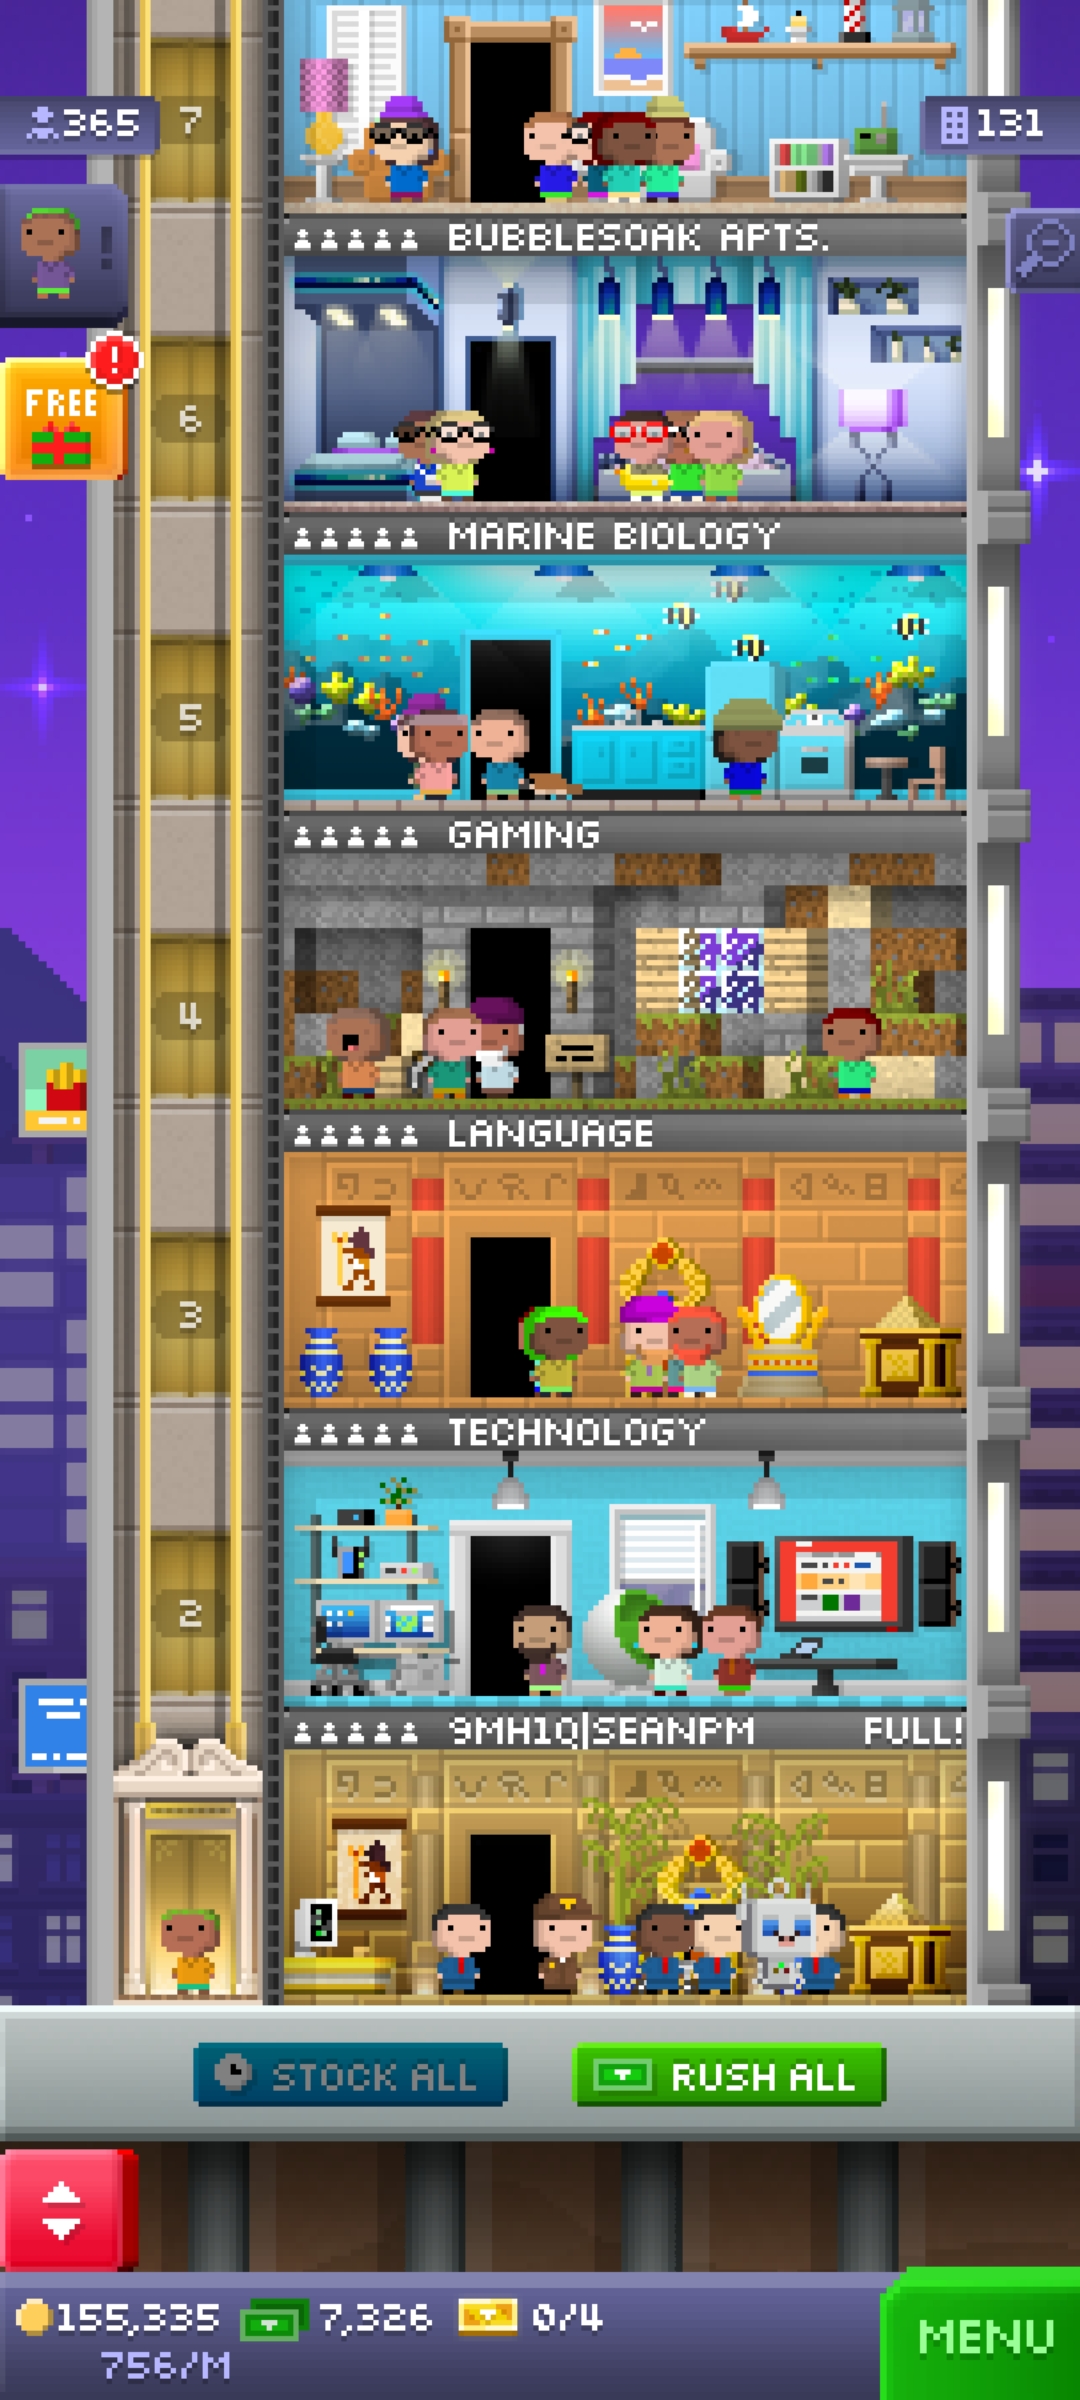 365
7
131
BUBBLESOAK APTS.
!
FREE
!
6
MARINE BIOLOGY
5
GAMING
4
LANGUAGE
3
TECHNOLOGY
2
9MH1Q|SEANPM FULL!
STOCK ALL
RUSH ALL
155,335 7,326 0/4
756/M
MENU